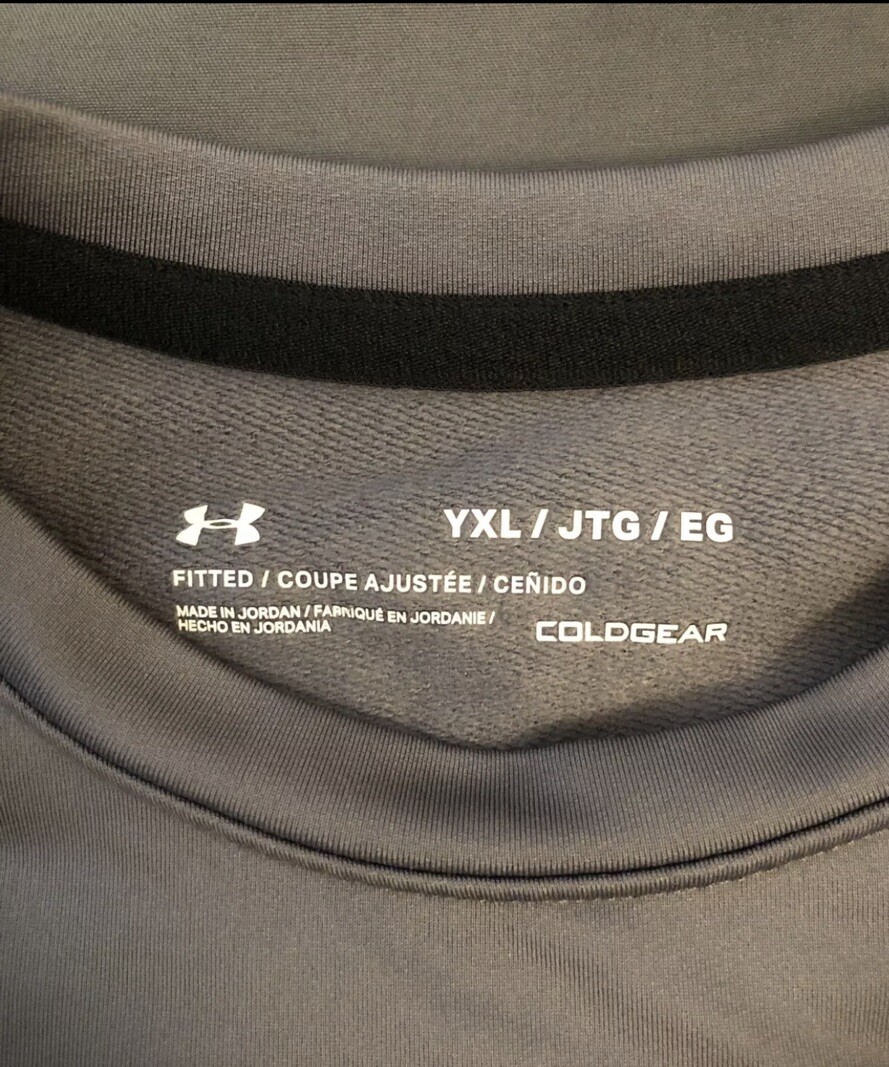 YXL / JTG / EG
FITTED / COUPE AJUSTÉE / CEÑIDO
MADE IN JORDAN / FABRIQUÉ EN JORDANIE /
HECHO EN JORDANIA
COLDGEAR